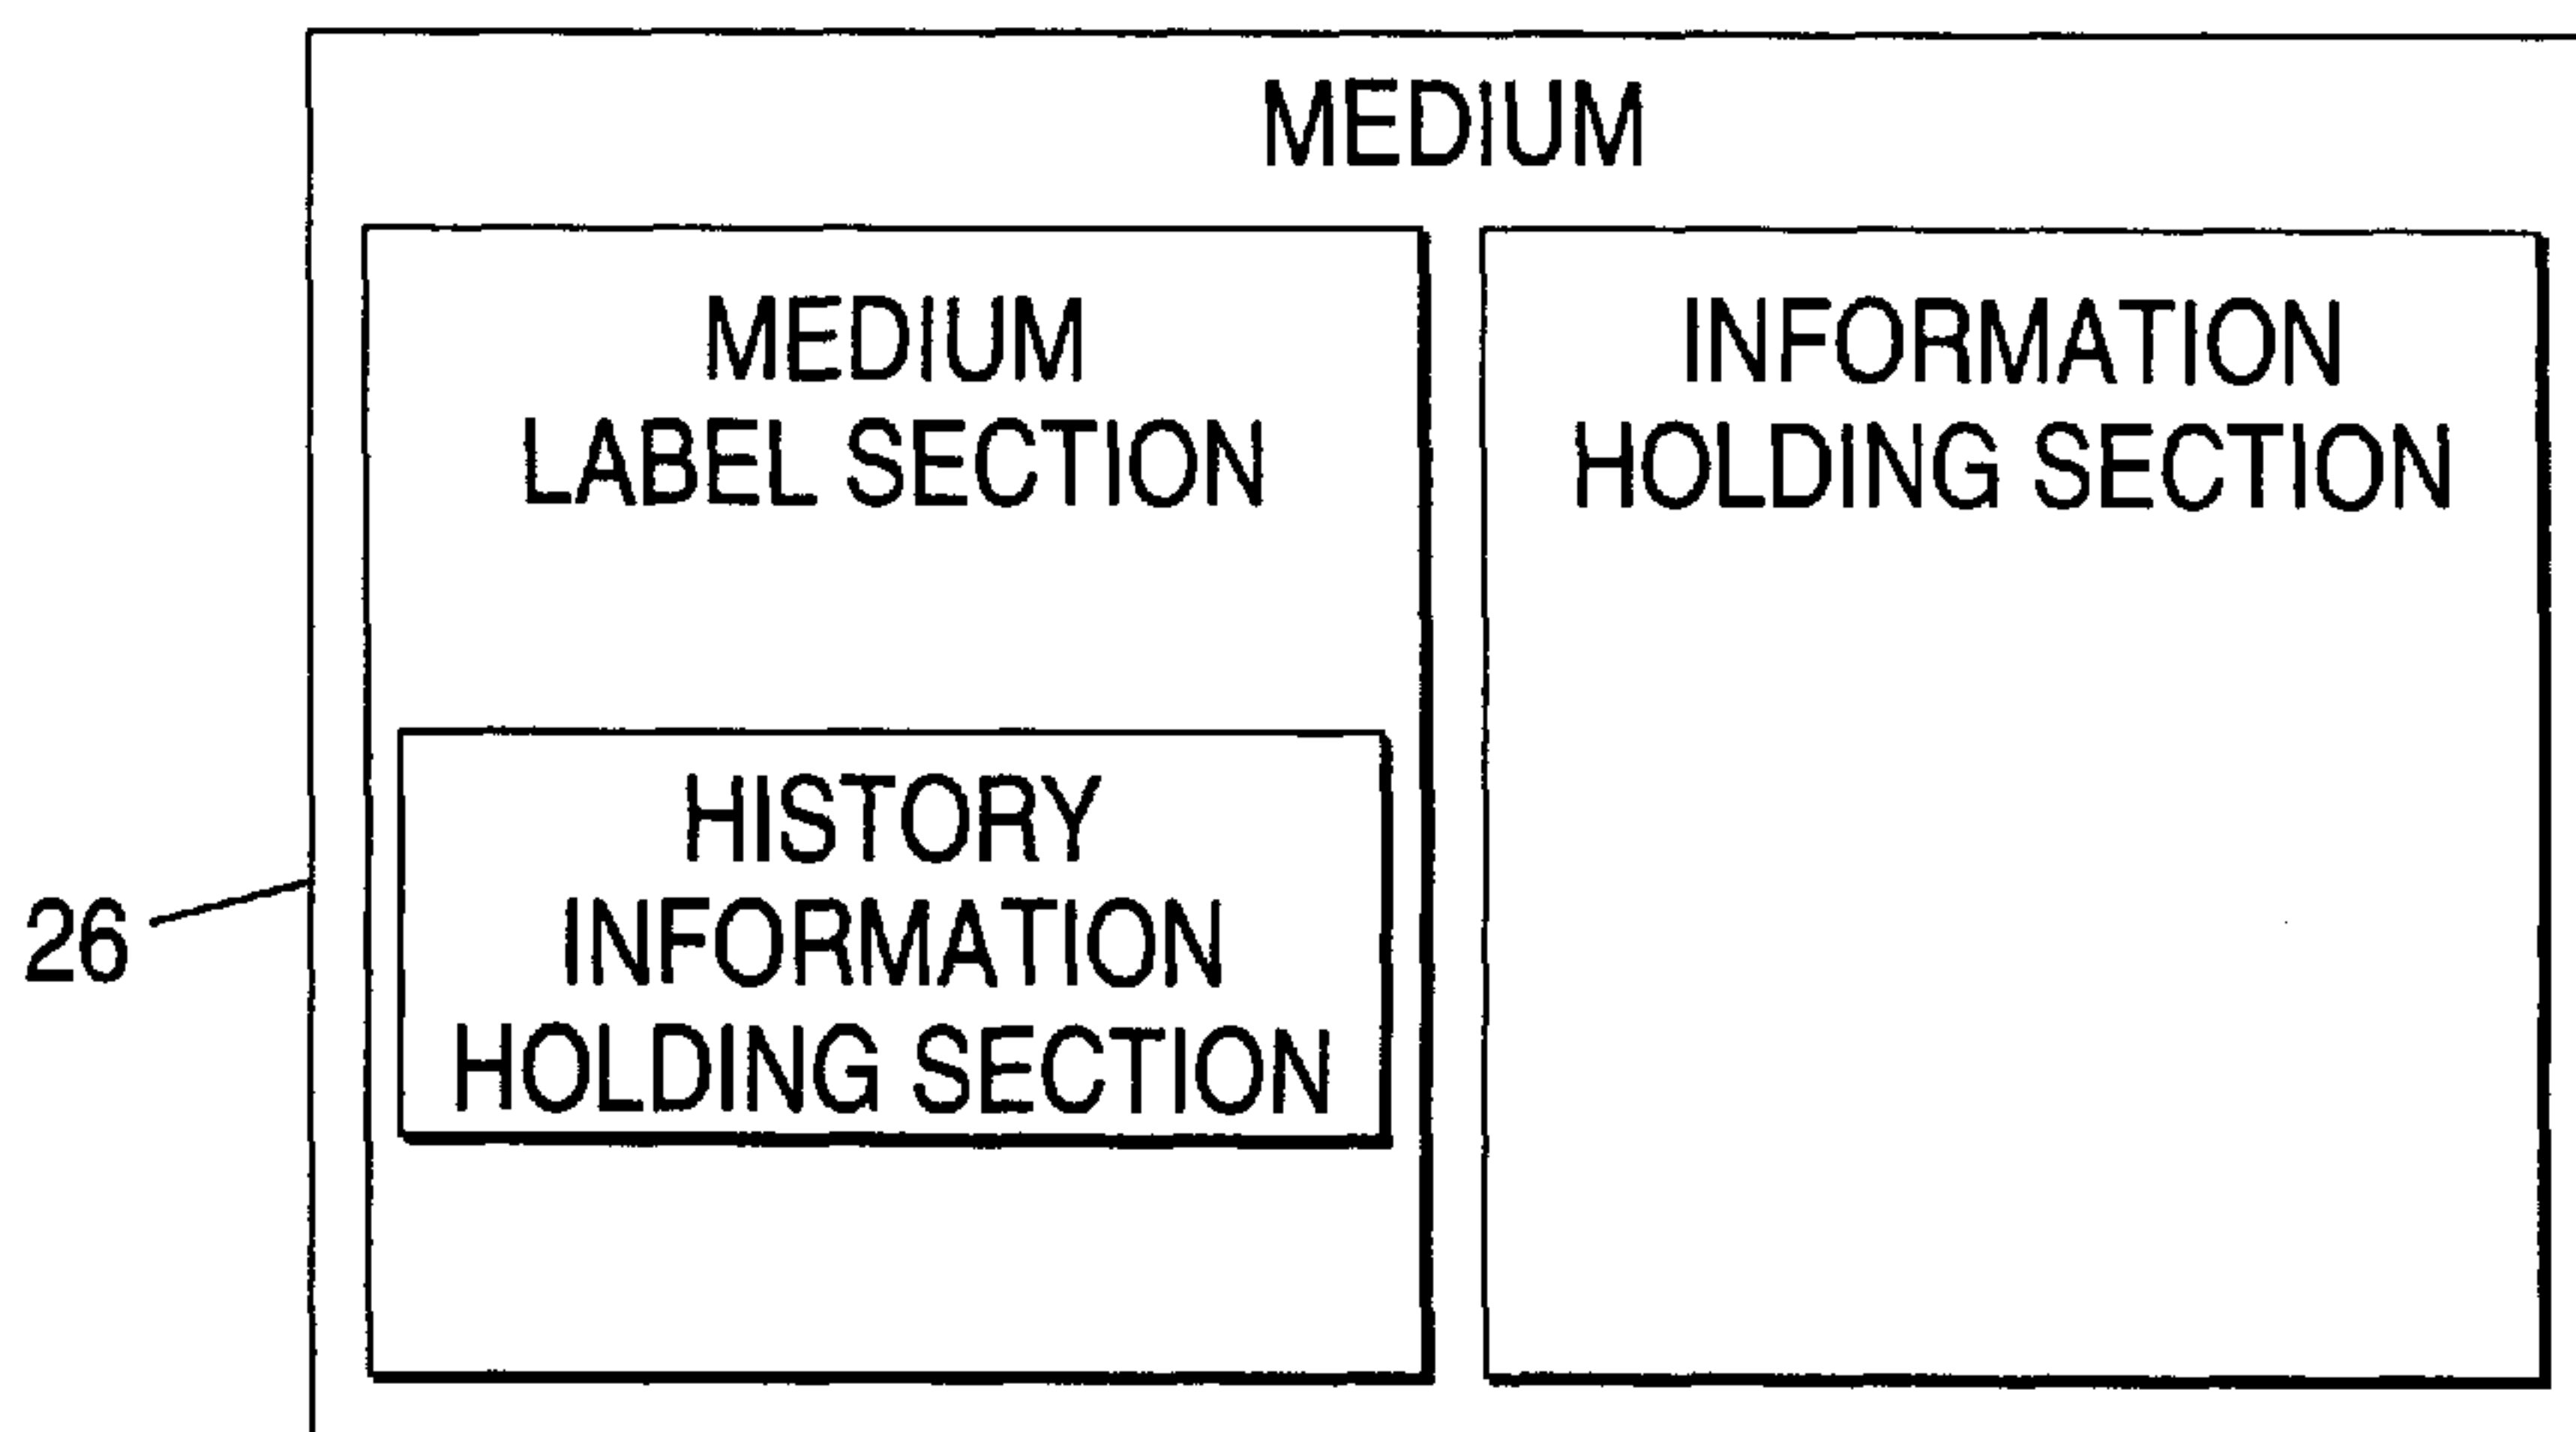 MEDIUM
MEDIUM
LABEL SECTION
HISTORY
INFORMATION
HOLDING SECTION
INFORMATION
HOLDING SECTION
26